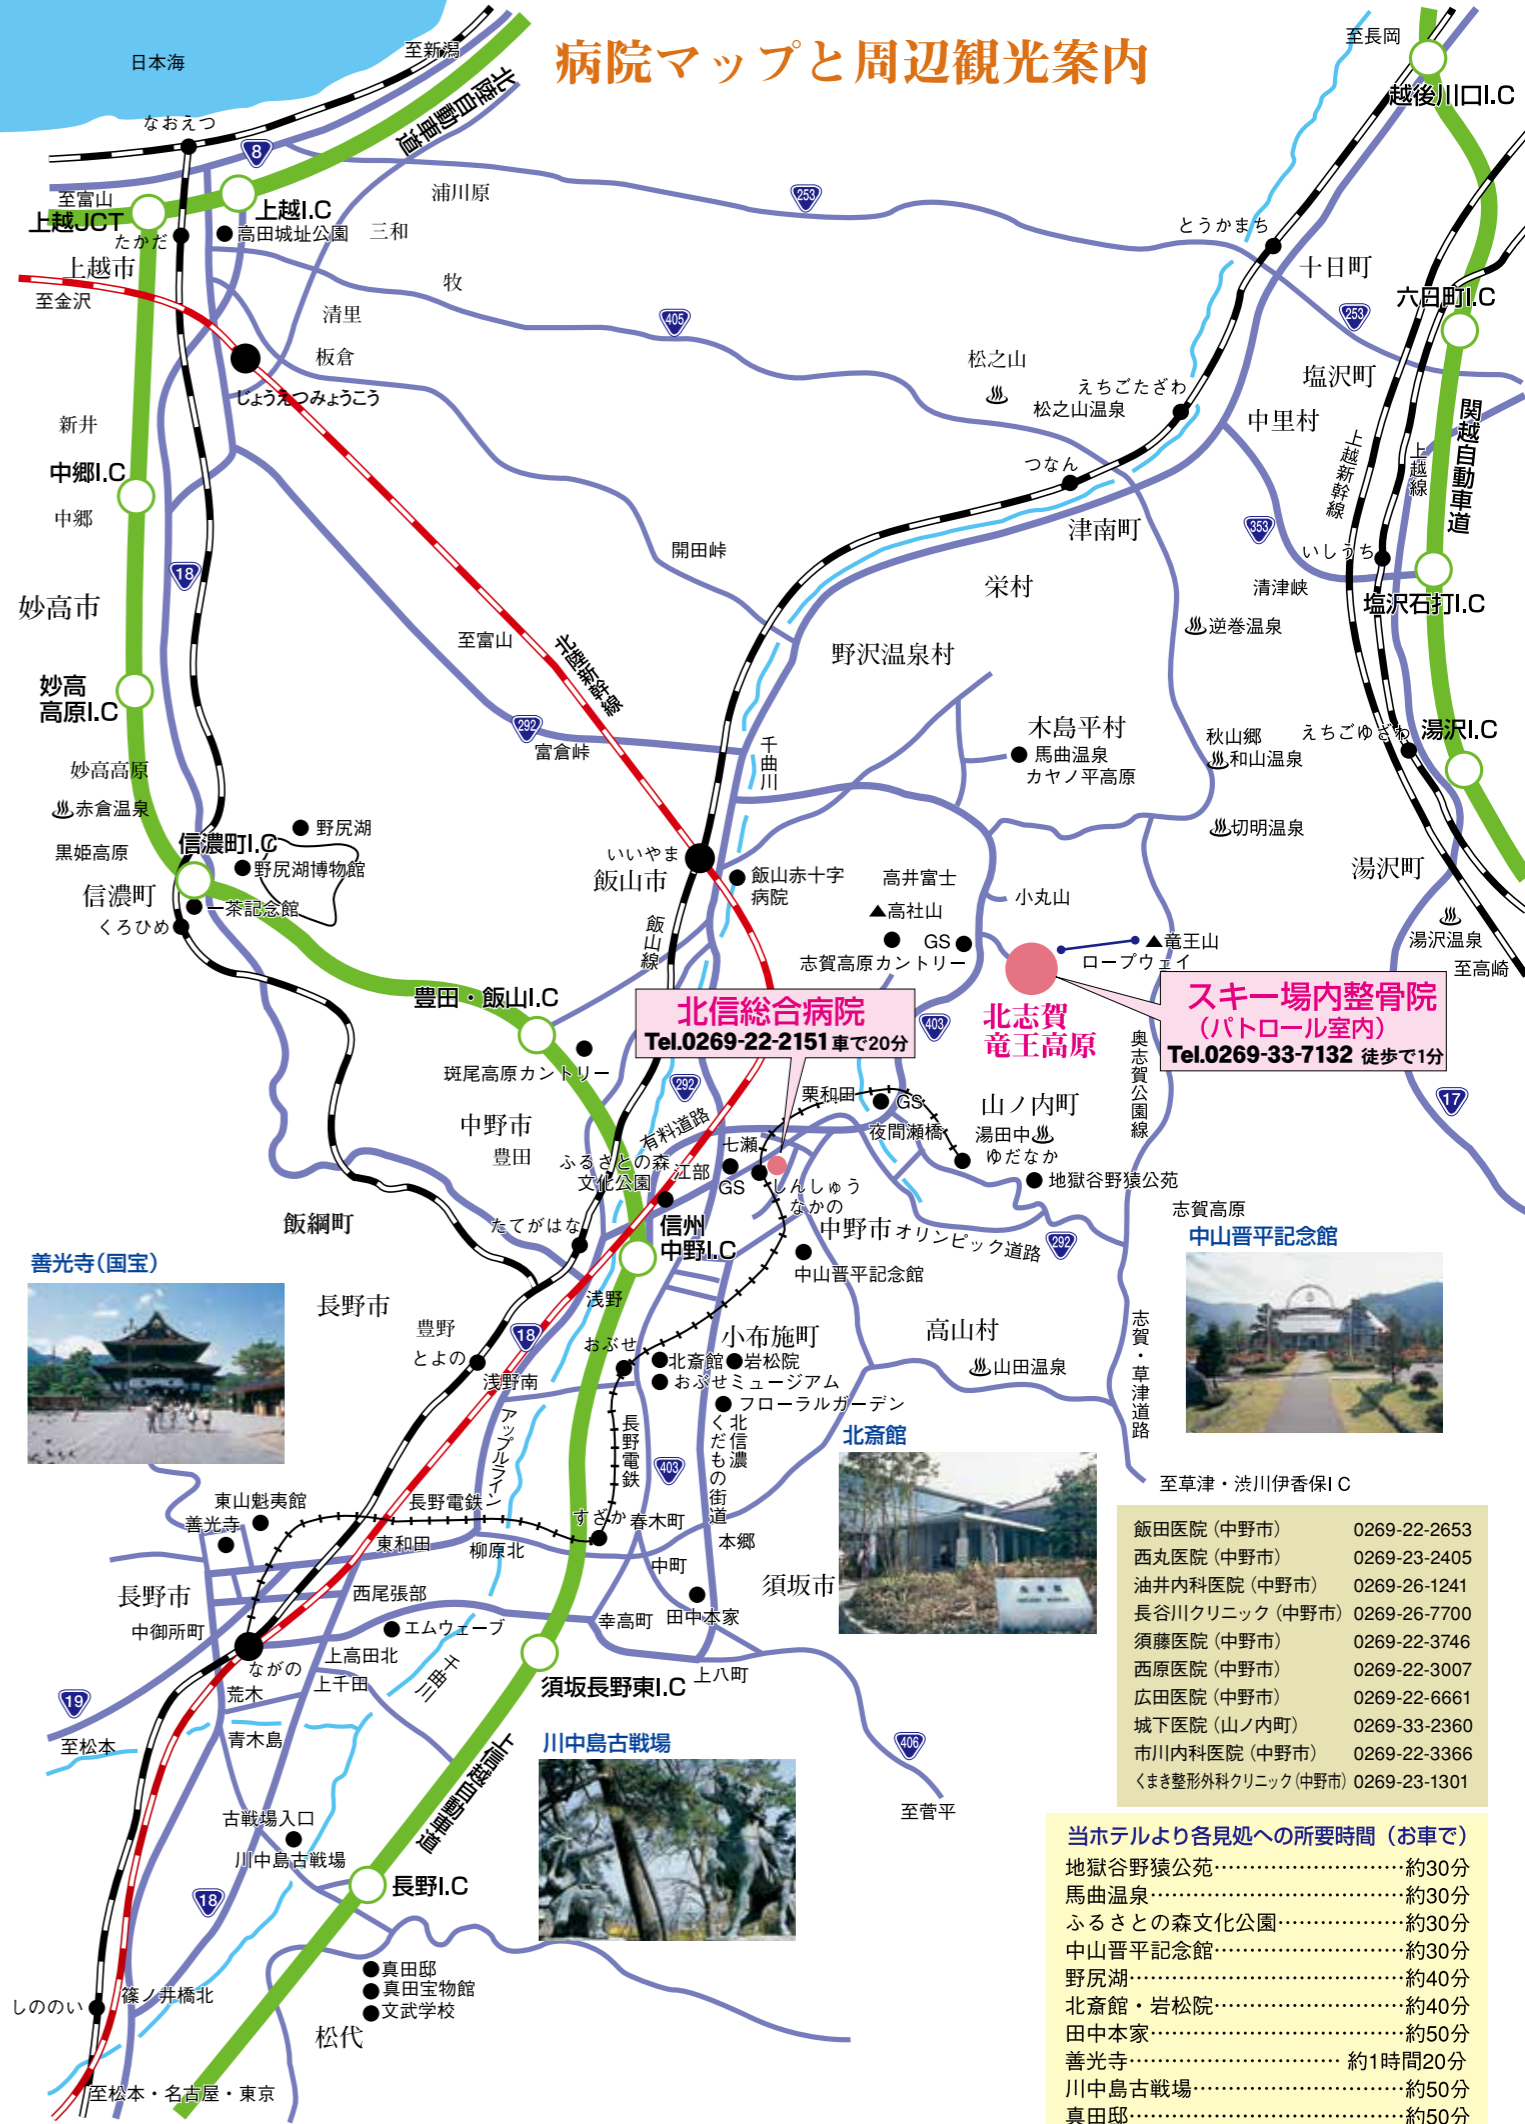 病院マップと周辺観光案内
日本海
至新潟
北陸自動車道
至長岡
越後川口I.C
なおえつ
8
至富山
上越JCT
上越I.C
たかだ
高田城址公園
上越市
至金沢
浦川原
三和
牧
清里
板倉
253
とうかまち
十日町
六日町I.C
253
405
じょうえつみょうこう
松之山
松之山温泉
えちごたざわ
塩沢町
中里村
新井
中郷I.C
中郷
つなん
津南町
上越新幹線
上越線
関越自動車道
353
いしうち
清津峡
塩沢石打I.C
18
開田峠
栄村
妙高市
妙高
高原I.C
至富山
北陸新幹線
野沢温泉村
逆巻温泉
292
富倉峠
千曲川
木島平村
馬曲温泉
カヤノ平高原
秋山郷
和山温泉
えちごゆざわ
湯沢I.C
妙高高原
赤倉温泉
黒姫高原
信濃町I.C
野尻湖
野尻湖博物館
信濃町
一茶記念館
くろひめ
切明温泉
湯沢町
いいやま
飯山市
飯山赤十字
病院
飯山線
高井富士
▲高社山
小丸山
GS
志賀高原カントリー
▲竜王山
ロープウェイ
湯沢温泉
至高崎
豊田・飯山I.C
北信総合病院
Tel.0269-22-2151 車で20分
403
北志賀
竜王高原
スキー場内整骨院
（パトロール室内）
Tel.0269-33-7132 徒歩で1分
斑尾高原カントリー
292
奥志賀公園線
17
中野市
豊田
有料道路
栗和田
GS
夜間瀬橋
山ノ内町
湯田中
ゆだなか
ふるさとの森
文化公園
江部
七瀬
GS
しんしゅう
なかの
地獄谷野猿公苑
飯綱町
たてがはな
信州
中野I.C
中野市
オリンピック道路
292
志賀高原
中山晋平記念館
善光寺（国宝）
中山晋平記念館
長野市
浅野
豊野
とよの
18
浅野南
おぶせ
小布施町
北斎館
岩松院
おぶせミュージアム
フローラルガーデン
高山村
山田温泉
志賀・草津道路
アップルライン
長野電鉄
403
北信濃
くだもの街道
北斎館
至草津・渋川伊香保I C
東山魁夷館
善光寺
長野電鉄
すざか
春木町
東和田
柳原北
本郷
中町
長野市
西尾張部
須坂市
中御所町
エムウェーブ
幸高町
田中本家
ながの
上高田北
上千田
荒木
千曲川
須坂長野東I.C
上八町
19
至松本
青木島
川中島古戦場
406
至菅平
上信越自動車道
古戦場入口
川中島古戦場
長野I.C
18
真田邸
真田宝物館
文武学校
松代
しののい
篠ノ井橋北
至松本・名古屋・東京
飯田医院（中野市） 0269-22-2653
西丸医院（中野市） 0269-23-2405
油井内科医院（中野市） 0269-26-1241
長谷川クリニック（中野市） 0269-26-7700
須藤医院（中野市） 0269-22-3746
西原医院（中野市） 0269-22-3007
広田医院（中野市） 0269-22-6661
城下医院（山ノ内町） 0269-33-2360
市川内科医院（中野市） 0269-22-3366
くまき整形外科クリニック（中野市） 0269-23-1301
当ホテルより各見処への所要時間（お車で）
地獄谷野猿公苑…………………………約30分
馬曲温泉…………………………………約30分
ふるさとの森文化公園…………………約30分
中山晋平記念館…………………………約30分
野尻湖……………………………………約40分
北斎館・岩松院…………………………約40分
田中本家…………………………………約50分
善光寺…………………………… 約1時間20分
川中島古戦場……………………………約50分
真田邸……………………………………約50分